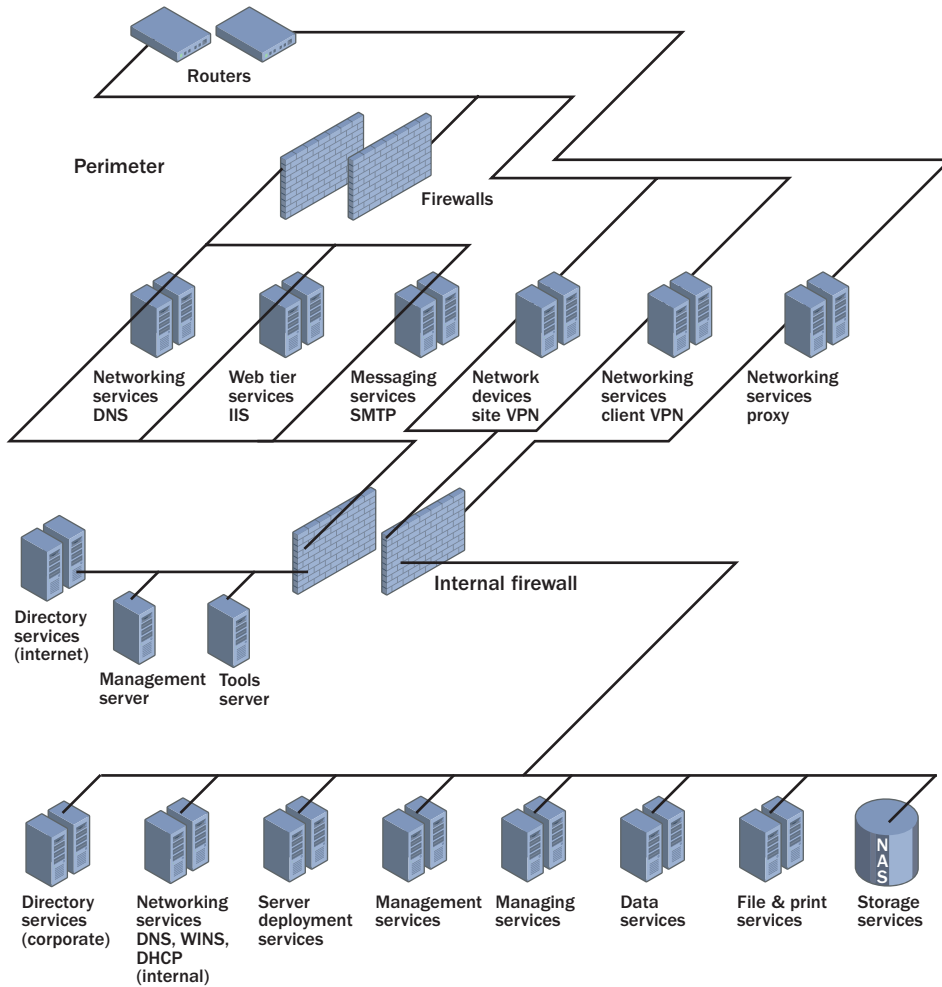 Routers
Perimeter
Firewalls
Networking
services
DNS
Web tier
services
IIS
Messaging
services
SMTP
Network
devices
site VPN
Networking
services
client VPN
Networking
services
proxy
Internal firewall
Directory
services
(internet)
Management
server
Tools
server
Directory
services
(corporate)
Networking
services
DNS, WINS,
DHCP
(internal)
Server
deployment
services
Management
services
Managing
services
Data
services
File & print
services
NAS
Storage
services